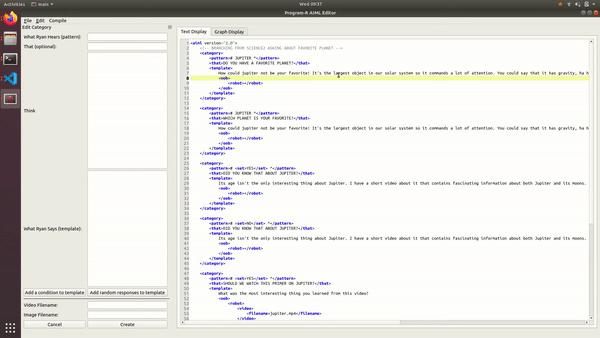 Activities
main
Wed 09:37
Program-R AIML Editor
File Edit Compile
Edit Category
What Ryan Hears (pattern):
That (optional):
Think
What Ryan Says (template):
Add a condition to template
Add random responses to template
Video Filename:
Image Filename:
Cancel
Create
Text Display
Graph Display
1 <aiml version="2.0">
2 <!-- BRANCHING FROM SCIENCE2 ASKING ABOUT FAVORITE PLANET -->
3 <category>
4 <pattern># JUPITER ^</pattern>
5 <that>DO YOU HAVE A FAVORITE PLANET?</that>
6 <template>
7 How could jupiter not be your favorite! It's the largest object in our solar system so it commands a lot of attention. You could say that it has gravity, ha h
8 <oob>
9 <robot></robot>
10 </oob>
11 </template>
12 </category>
13
14 <category>
15 <pattern># JUPITER ^</pattern>
16 <that>WHICH PLANET IS YOUR FAVORITE?</that>
17 <template>
18 How could jupiter not be your favorite! It's the largest object in our solar system so it commands a lot of attention. You could say that it has gravity, ha h
19 <oob>
20 <robot></robot>
21 </oob>
22 </template>
23 </category>
24
25 <category>
26 <pattern># <set>YES</set> ^</pattern>
27 <that>DID YOU KNOW THAT ABOUT JUPITER?</that>
28 <template>
29 Its age isn't the only interesting thing about Jupiter. I have a short video about it that contains fascinating information about both Jupiter and its moons.
30 <oob>
31 <robot></robot>
32 </oob>
33 </template>
34 </category>
35
36 <category>
37 <pattern># <set>NO</set> ^</pattern>
38 <that>DID YOU KNOW THAT ABOUT JUPITER?</that>
39 <template>
40 Its age isn't the only interesting thing about Jupiter. I have a short video about it that contains fascinating information about both Jupiter and its moons.
41 <oob>
42 <robot></robot>
43 </oob>
44 </template>
45 </category>
46
47 <category>
48 <pattern># <set>YES</set> ^</pattern>
49 <that>SHOULD WE WATCH THIS PRIMER ON JUPITER?</that>
50 <template>
51 What was the most interesting thing you learned from this video?
52 <oob>
53 <robot>
54 <video>
55 <filename>jupiter.mp4</filename>
56 </video>